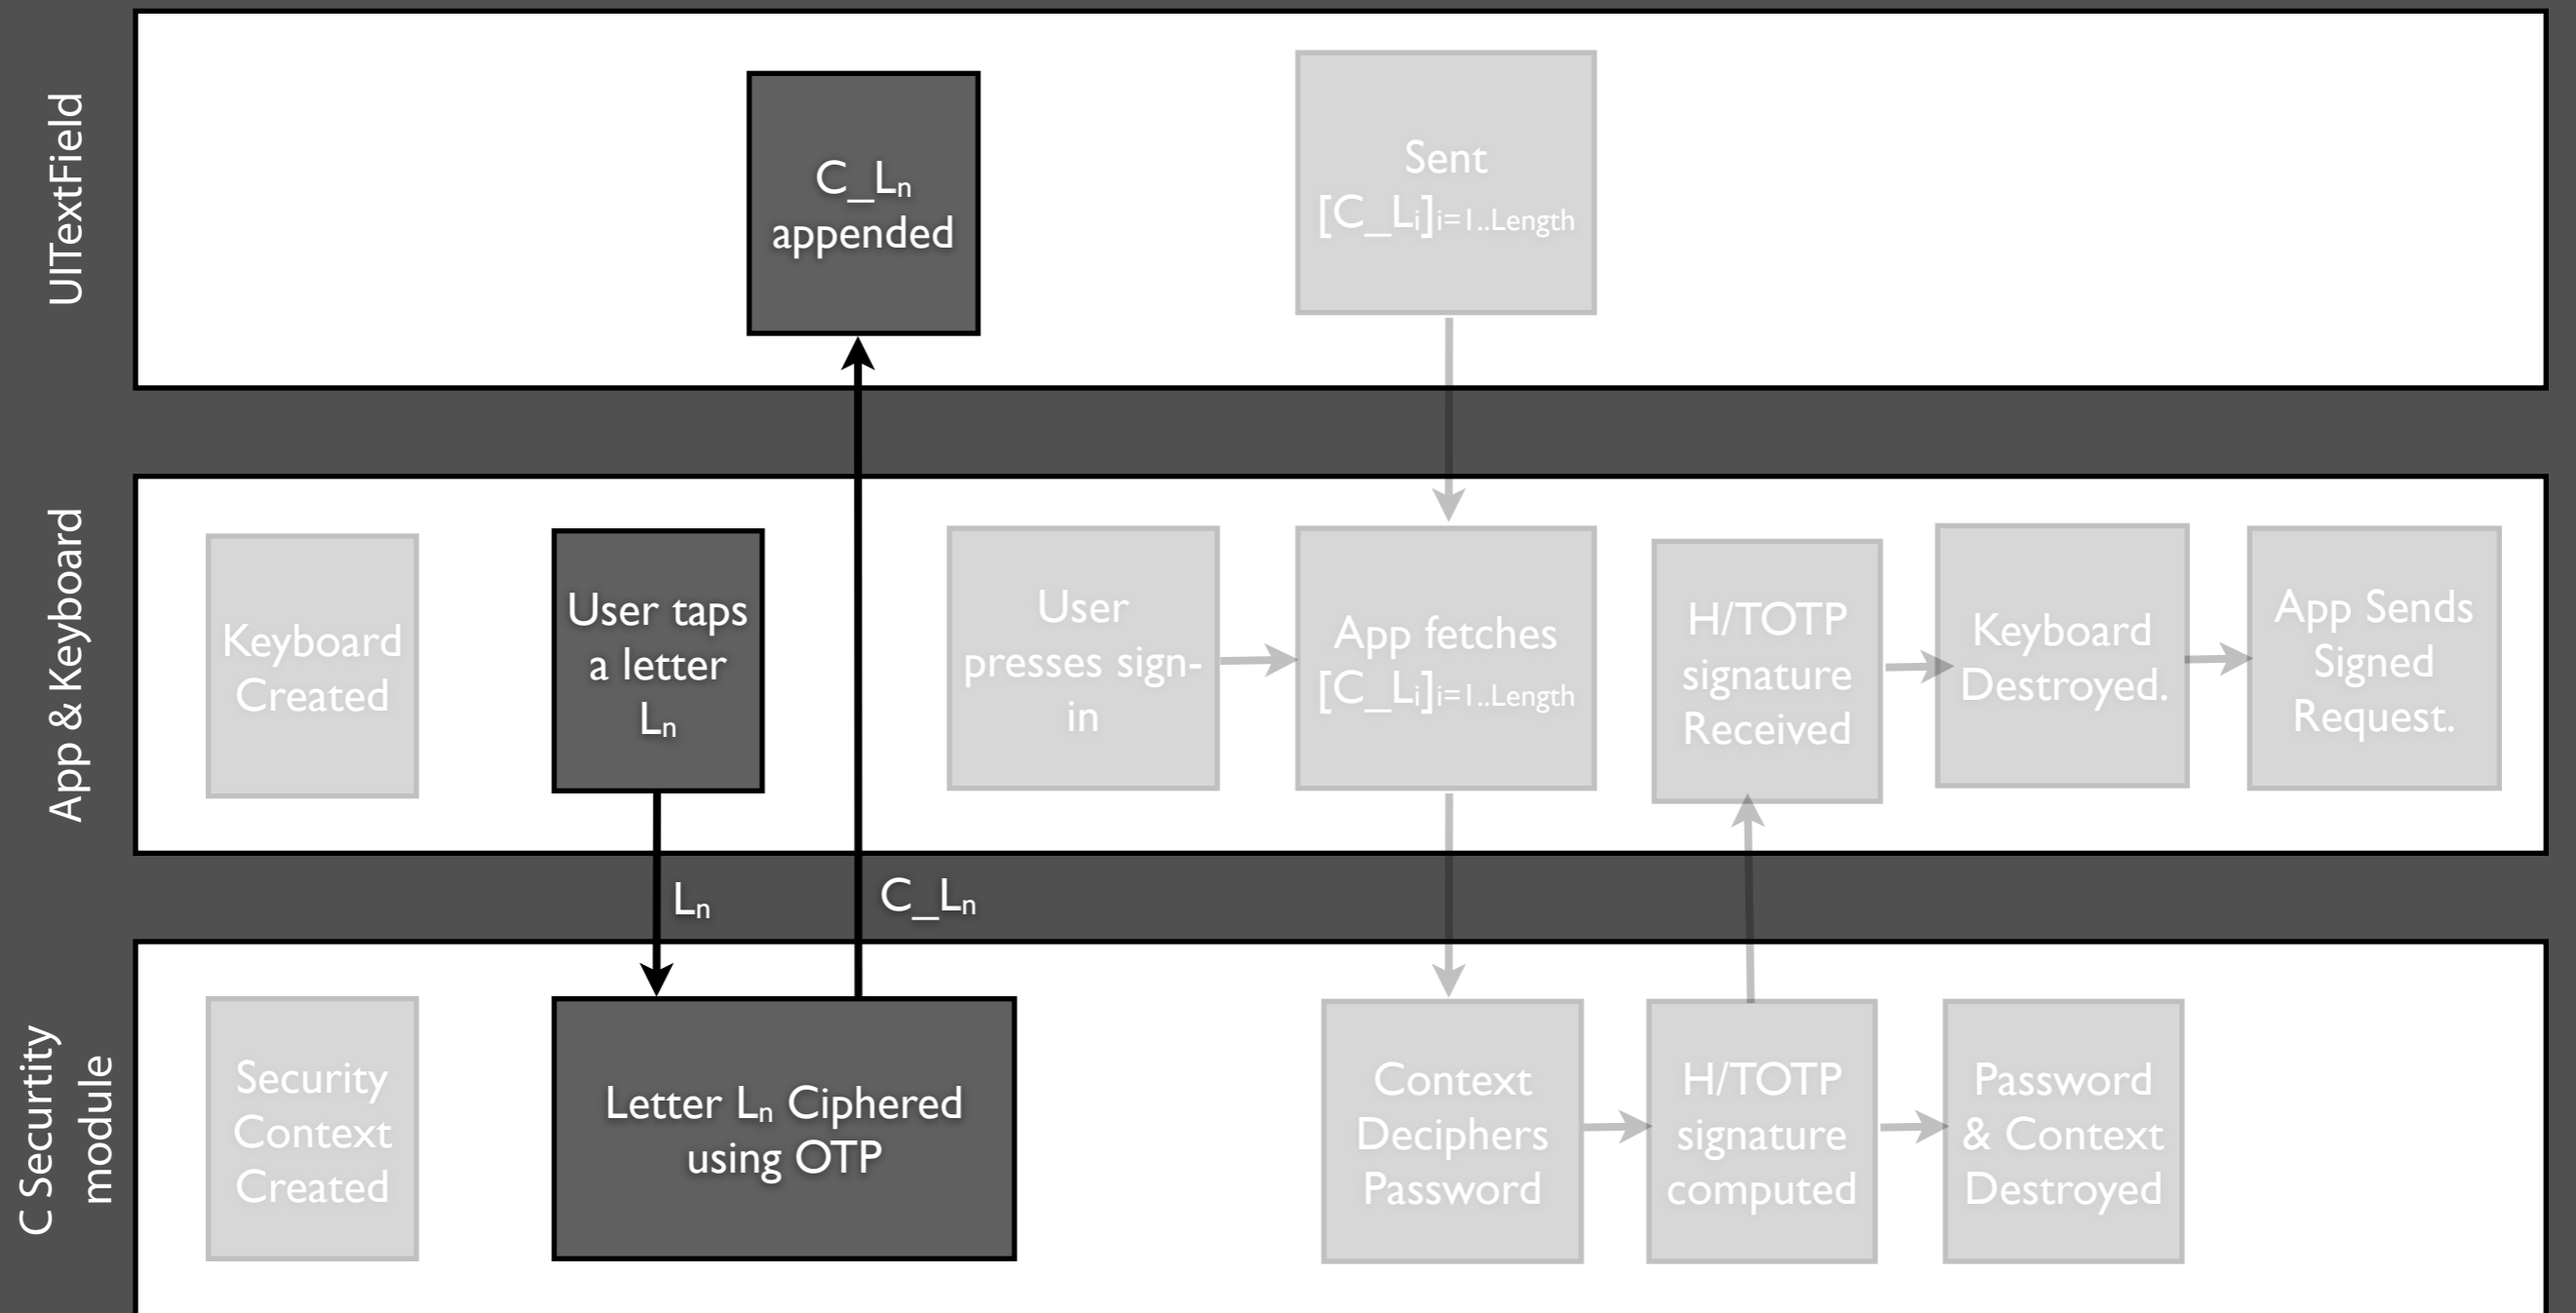 UITextField
C_Ln
appended
Sent
[C_Li]i=1..Length
App & Keyboard
Keyboard
Created
User taps
a letter
Ln
User
presses sign-
in
App fetches
[C_Li]i=1..Length
H/TOTP
signature
Received
Keyboard
Destroyed.
App Sends
Signed
Request.
Ln
C_Ln
C Securtity
module
Security
Context
Created
Letter Ln Ciphered
using OTP
Context
Deciphers
Password
H/TOTP
signature
computed
Password
& Context
Destroyed